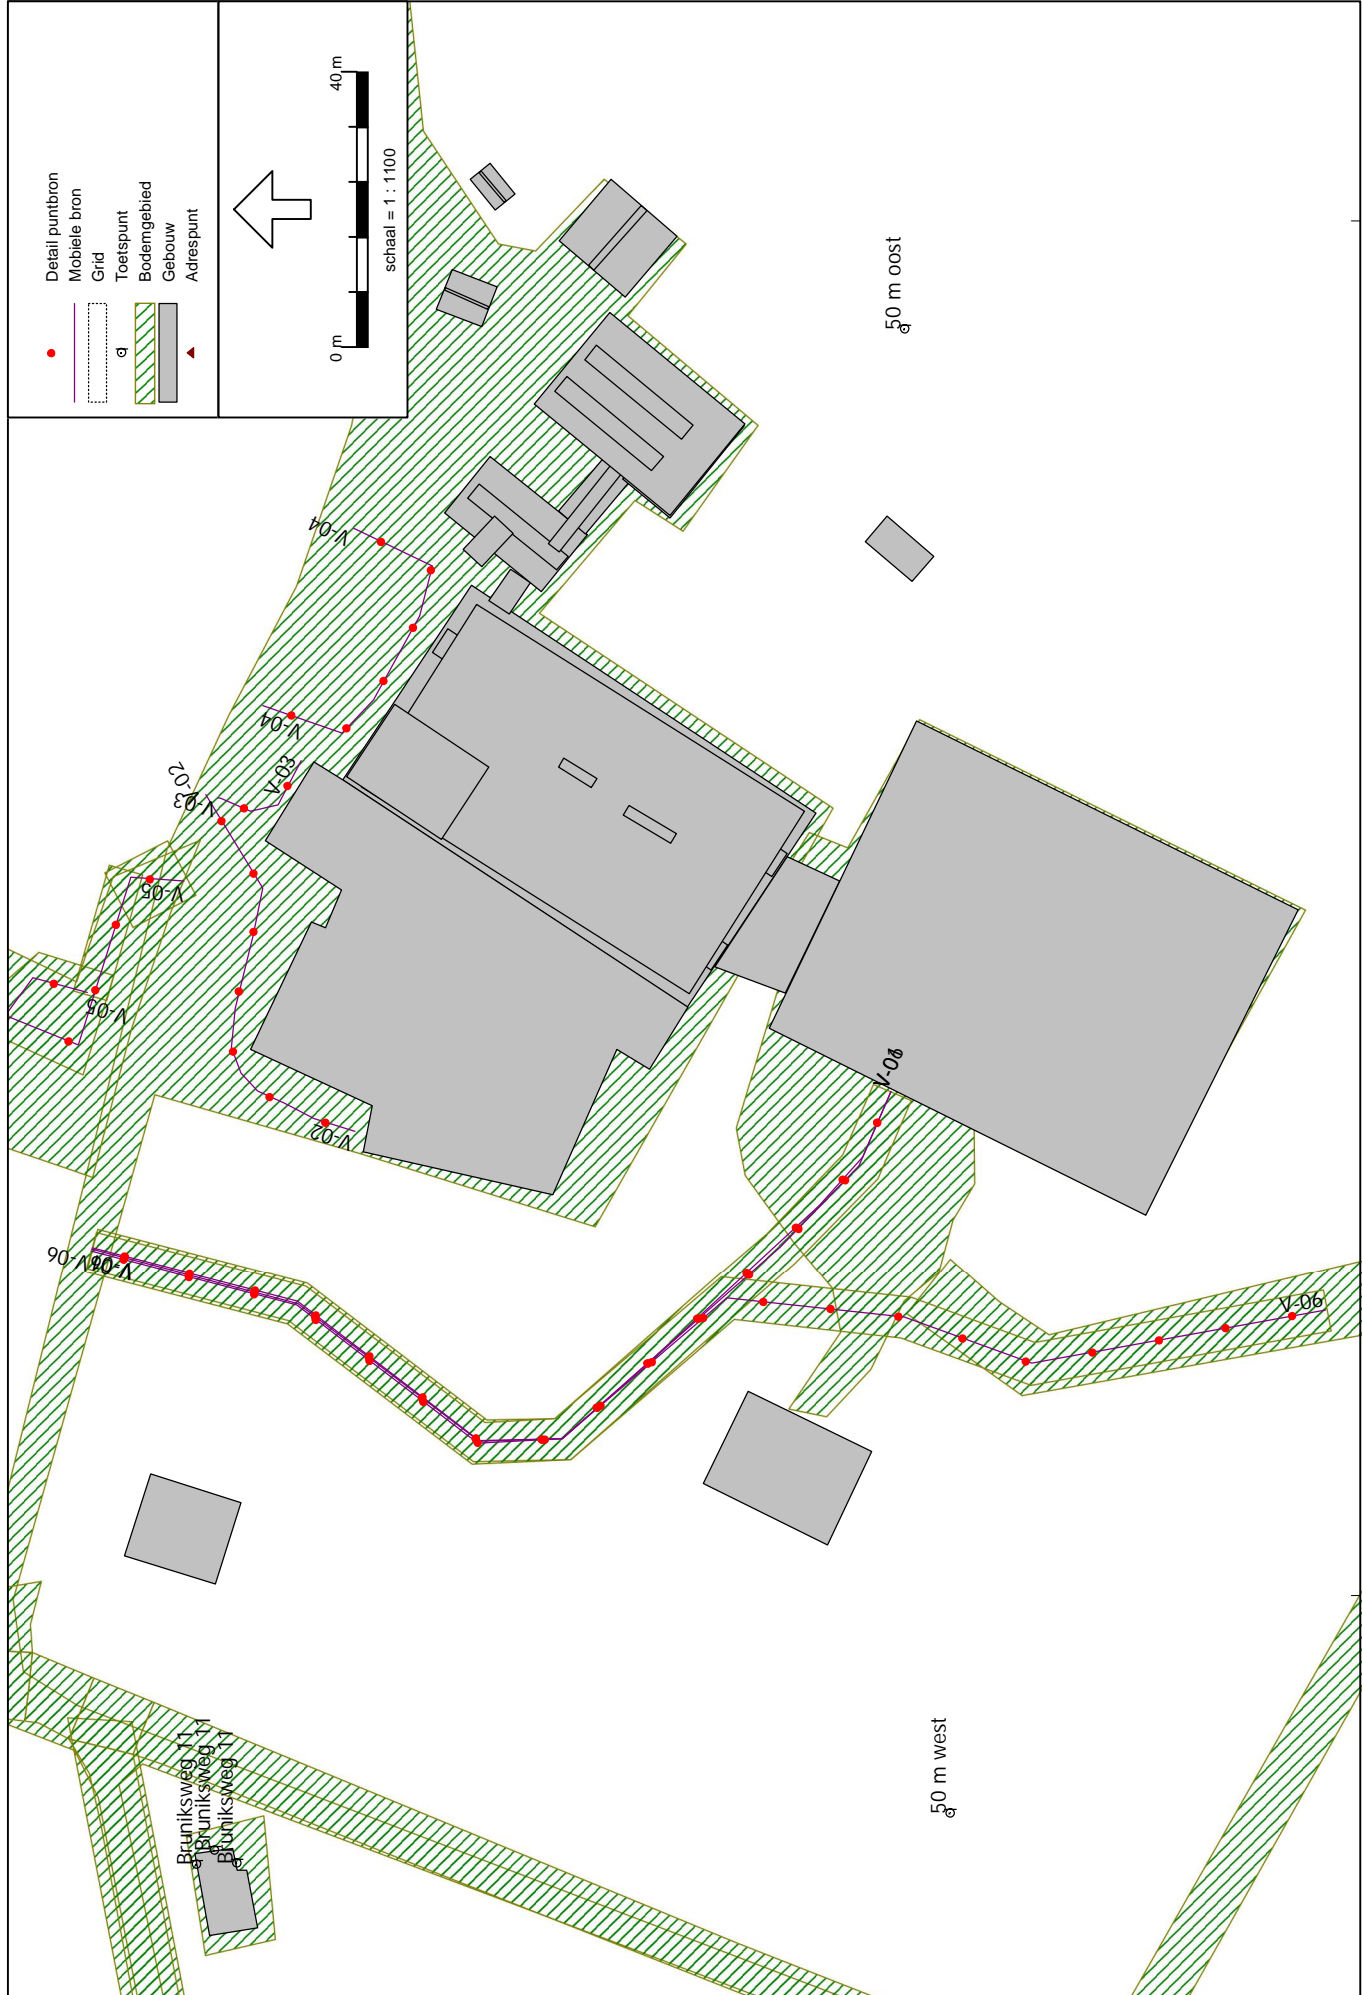 Detail puntbron
Mobiele bron
Grid
Toetspunt
Bodemgebied
Gebouw
Adrespunt
0 m
40 m
schaal = 1 : 1100
V-04
V-04
V-03
V-02
V-03
V-05
V-05
V-02
V-06
V-06
50 m oost
50 m west
Bruniksweg 11
Bruniksweg 11
Bruniksweg 11